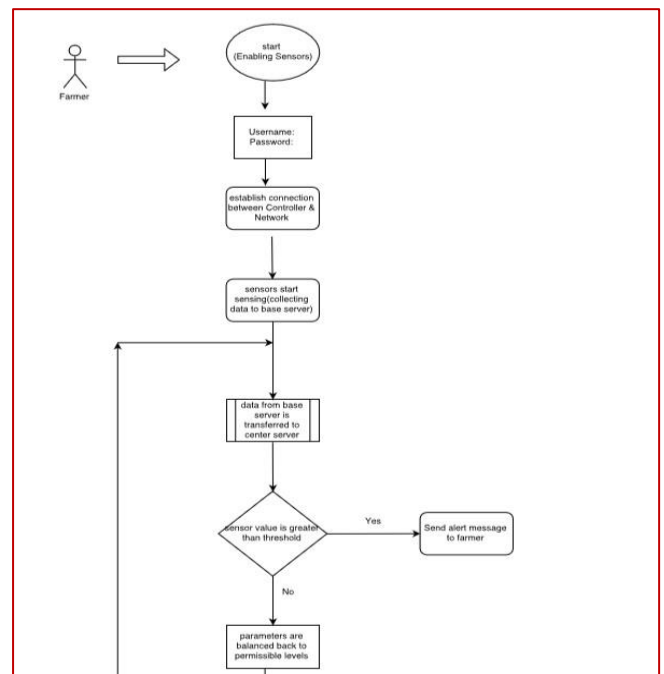 start
(Enabling Sensors)
Farmer
Username:
Password:
establish connection
between Controller &
Network
sensors start
sensing(collecting
data to base server)
data from base
server is
transferred to
center server
sensor value is greater
than threshold
Yes
Send alert message
to farmer
No
parameters are
balanced back to
permissible levels